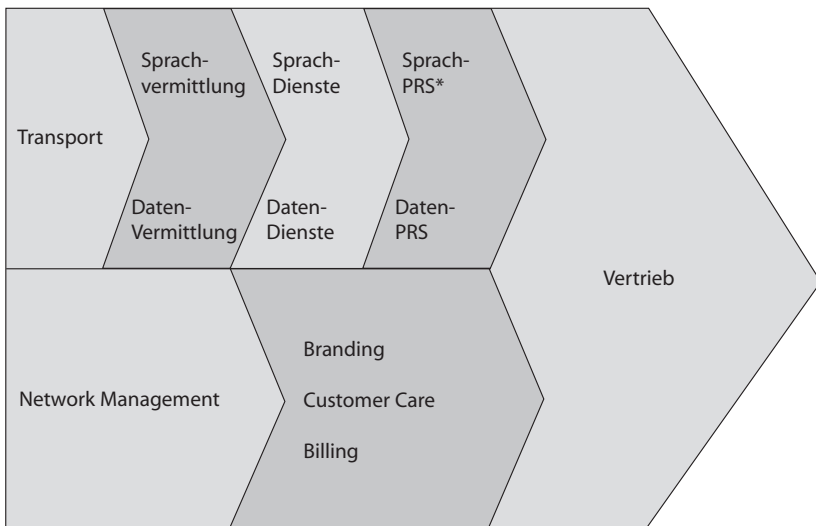 Transport
Sprach-
vermittlung
Daten-
Vermittlung
Sprach-
Dienste
Daten-
Dienste
Sprach-
PRS*
Daten-
PRS
Network Management
Branding
Customer Care
Billing
Vertrieb